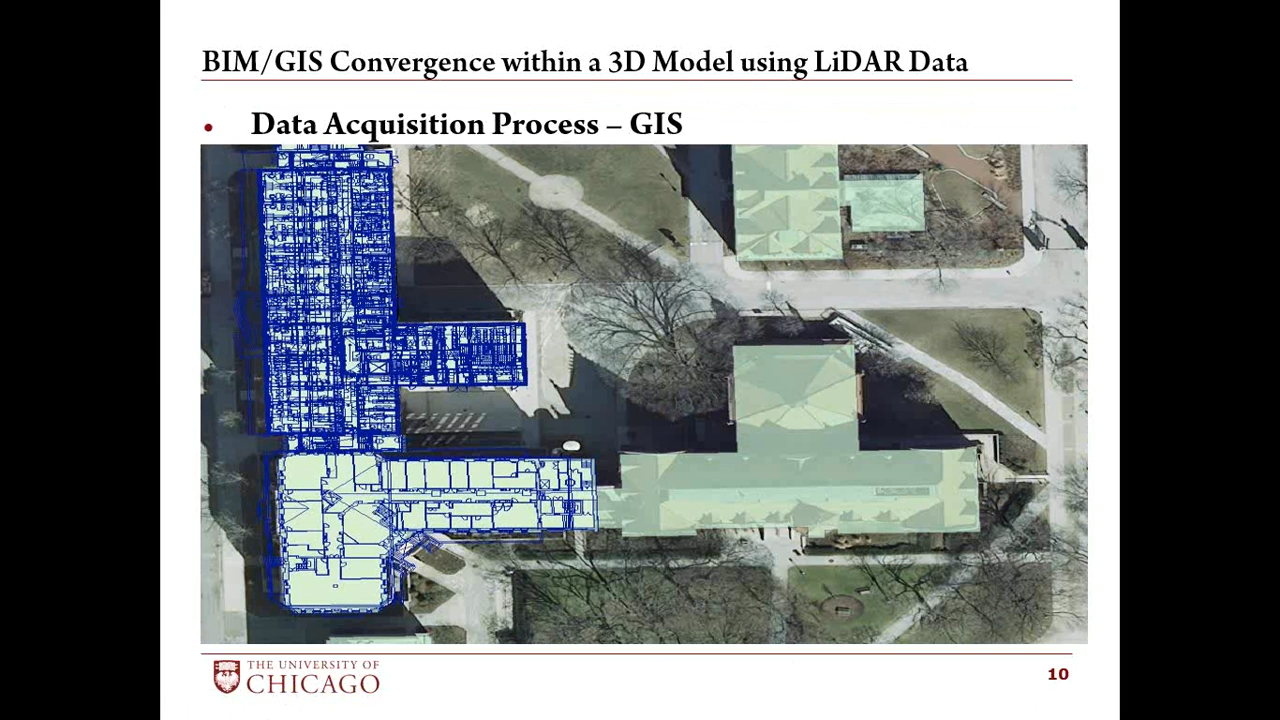 BIM/GIS Convergence within a 3D Model using LiDAR Data
• Data Acquisition Process – GIS
THE UNIVERSITY OF
CHICAGO
10